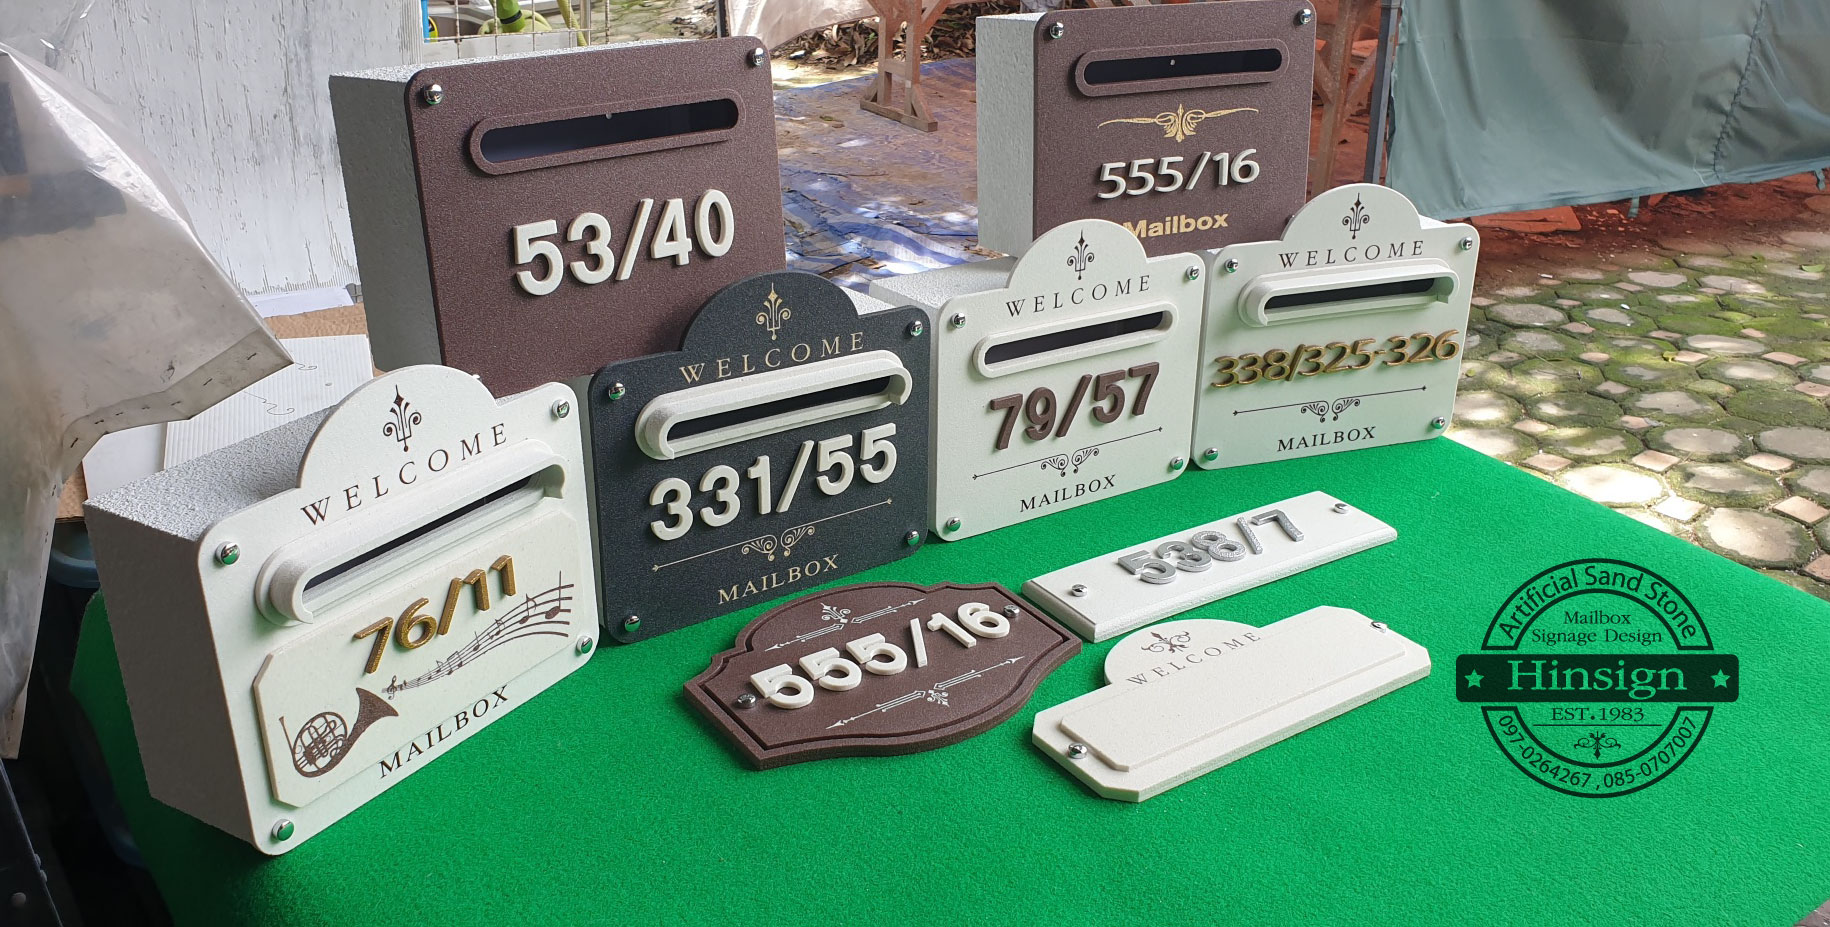 53/40
555/16
Mailbox
WELCOME
76/11
MAILBOX
WELCOME
331/55
MAILBOX
WELCOME
79/57
MAILBOX
WELCOME
338/325-326
MAILBOX
538/7
555/16
WELCOME
Artificial Sand Stone
Mailbox
Signage Design
Hinsign
EST.1983
097-0264267 , 085-0707007